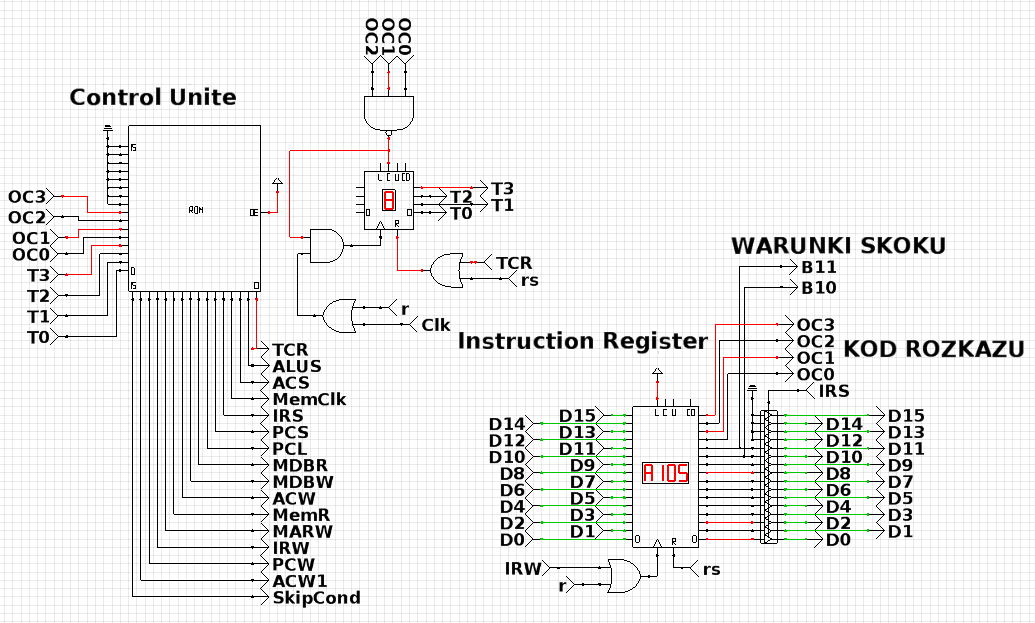 OC2
OC1
OC0
Control Unite
L C U CD
8
D
R
D
T3
T2
T1
T0
OC3
OC2
OC1
OC0
T3
T2
T1
T0
ROM
OE
D
TCR
rs
r
Clk
TCR
ALUS
ACS
MemClk
IRS
PCS
PCL
MDBR
MDBW
ACW
MemR
MARW
IRW
PCW
ACW1
SkipCond
WARUNKI SKOKU
B11
B10
Instruction Register
OC3
OC2
OC1
OC0
KOD ROZKAZU
IRS
L C U CD
A105
D15
D14
D13
D12
D11
D10
D9
D8
D7
D6
D5
D4
D3
D2
D1
D0
D15
D14
D13
D12
D11
D10
D9
D8
D7
D6
D5
D4
D3
D2
D1
D0
R
IRW
r
rs